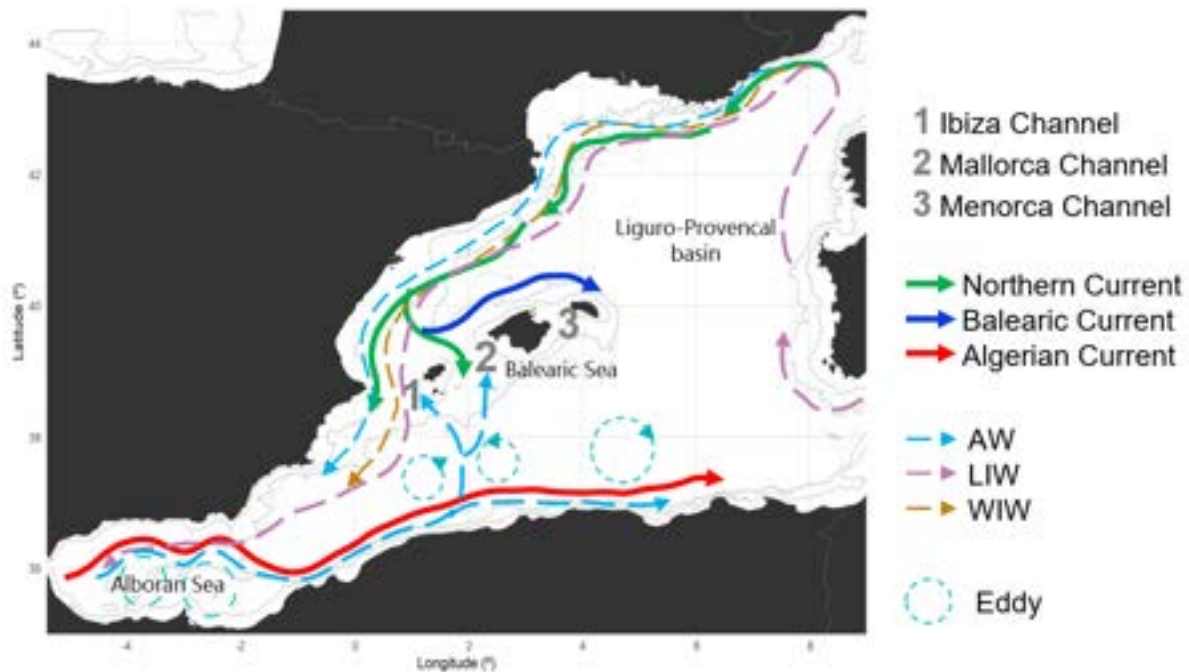 44
42
40
38
36
Latitude (º)
-4
-2
0
2
4
6
8
Longitude (º)
Liguro-Provencal
basin
3
2
Balearic Sea
1
Alboran Sea
1 Ibiza Channel
2 Mallorca Channel
3 Menorca Channel
Northern Current
Balearic Current
Algerian Current
AW
LIW
WIW
Eddy